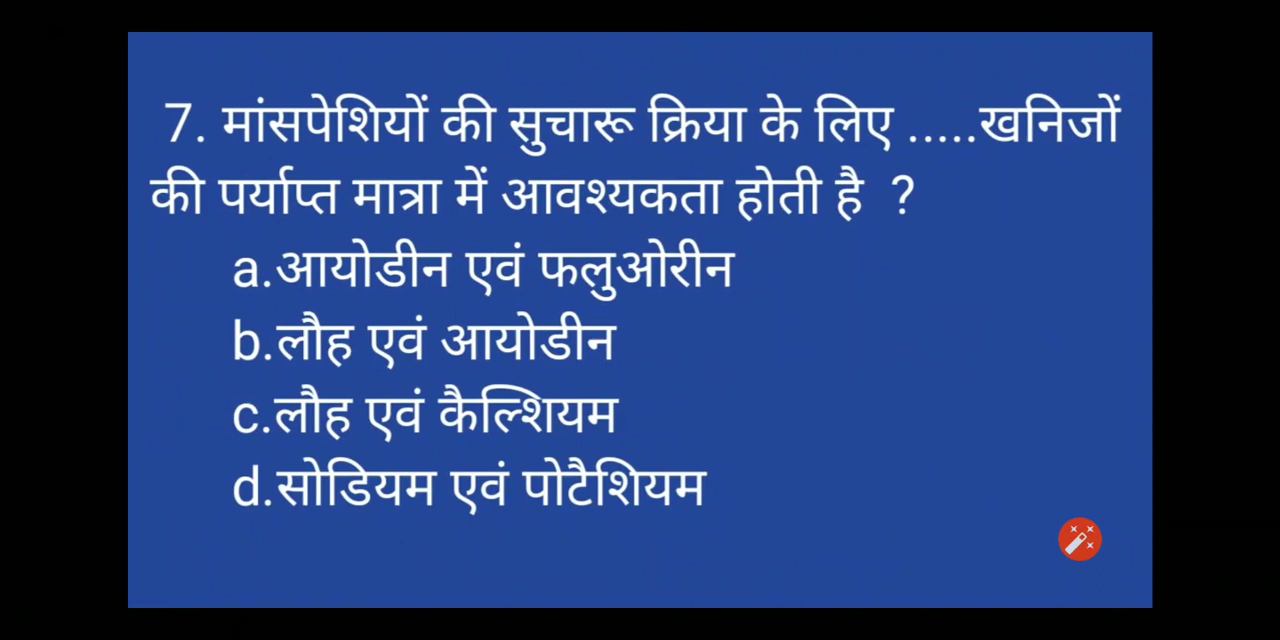 7. मांसपेशियों की सुचारू क्रिया के लिए .....खनिजों
की पर्याप्त मात्रा में आवश्यकता होती है ?
a.आयोडीन एवं फलुओरीन
b.लौह एवं आयोडीन
c.लौह एवं कैल्शियम
d.सोडियम एवं पोटैशियम